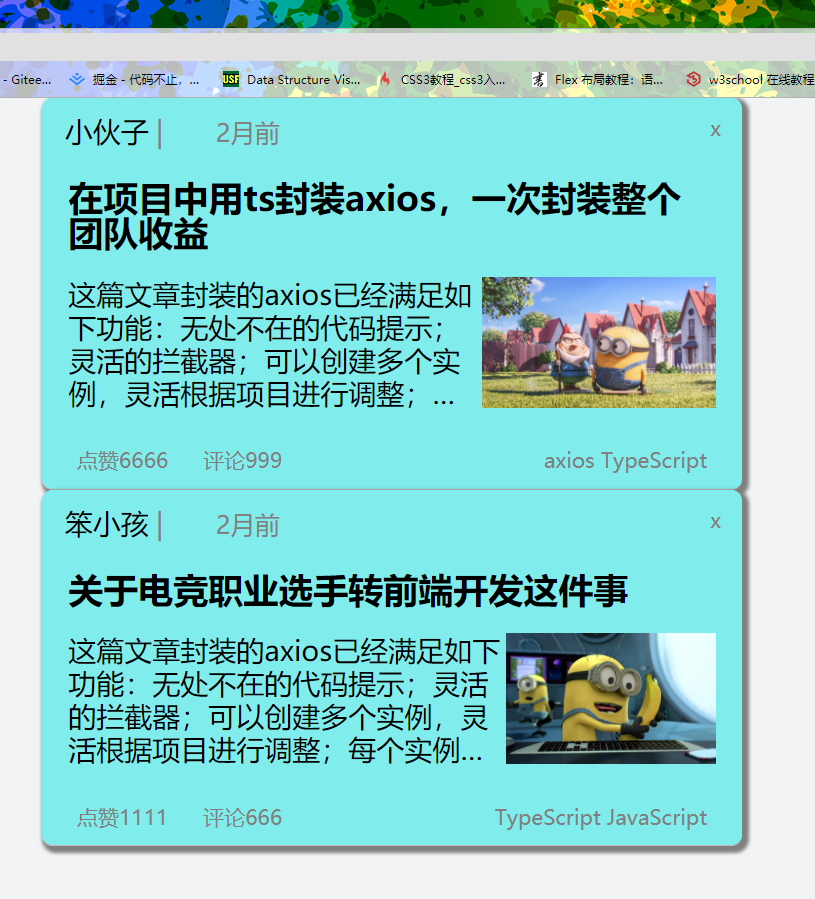 - Gitee... 掘金 - 代码不止，... USF Data Structure Vis... CSS3教程_css3入... Flex 布局教程：语... w3school 在线教程
小伙子 | 2月前 x
在项目中用ts封装axios，一次封装整个
团队收益
这篇文章封装的axios已经满足如
下功能：无处不在的代码提示；
灵活的拦截器；可以创建多个实
例，灵活根据项目进行调整；...
点赞6666 评论999 axios TypeScript
笨小孩 | 2月前 x
关于电竞职业选手转前端开发这件事
这篇文章封装的axios已经满足如下
功能：无处不在的代码提示；灵活
的拦截器；可以创建多个实例，灵
活根据项目进行调整；每个实例...
点赞1111 评论666 TypeScript JavaScript